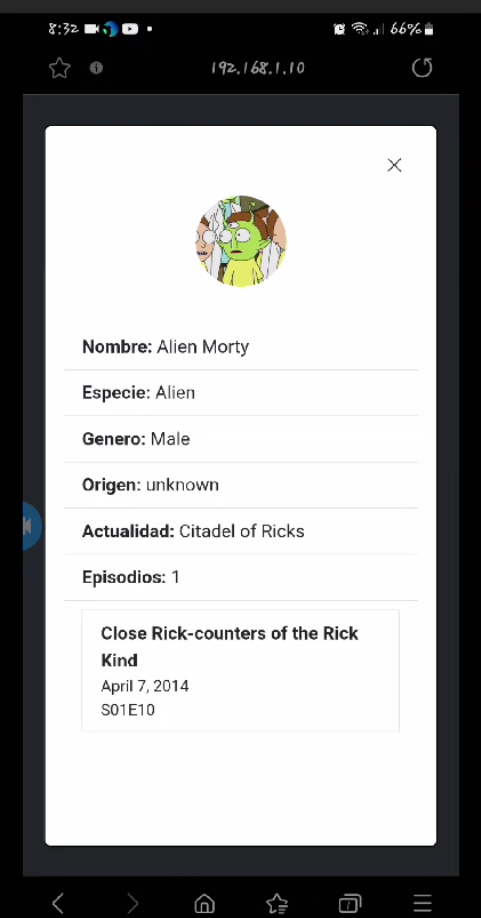 8:32
66%
192.168.1.10
Nombre: Alien Morty
Especie: Alien
Genero: Male
Origen: unknown
Actualidad: Citadel of Ricks
Episodios: 1
Close Rick-counters of the Rick
Kind
April 7, 2014
S01E10
1